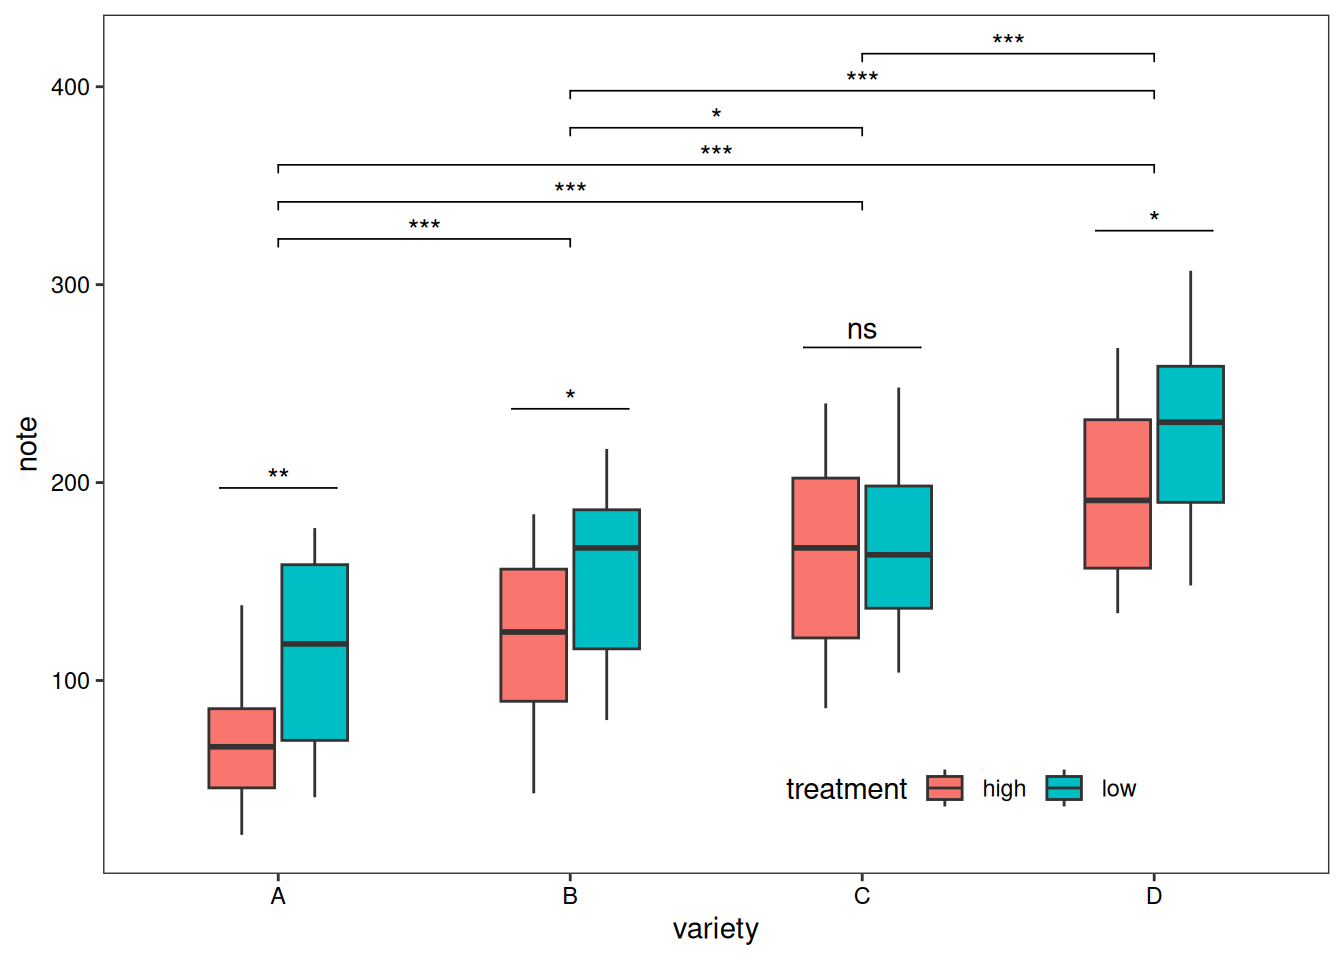 ***
***
400
*
***
***
***
*
300
ns
*
note
200
**
100
treatment high low
A B C D
variety